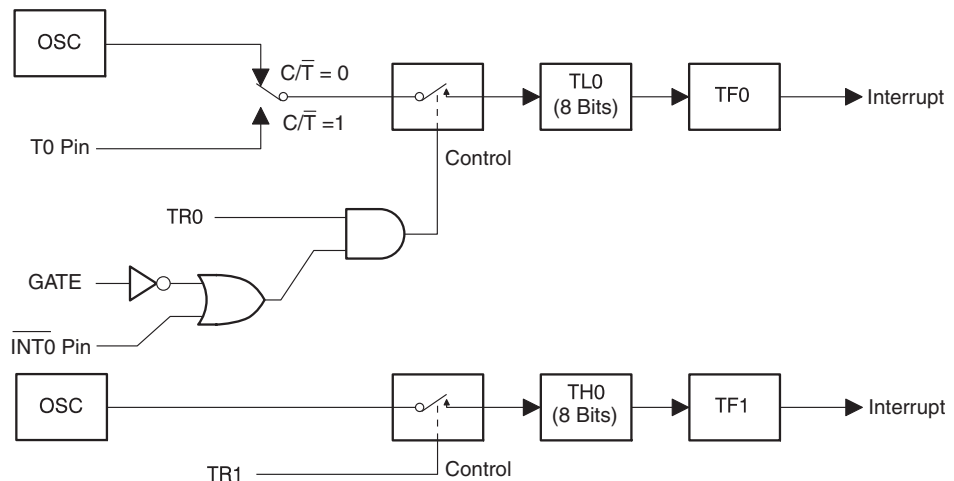 OSC
C/T̅ = 0
TL0
(8 Bits)
TF0
Interrupt
C/T̅ =1
T0 Pin
Control
TR0
GATE
I̅N̅T̅0̅ Pin
OSC
TH0
(8 Bits)
TF1
Interrupt
TR1
Control